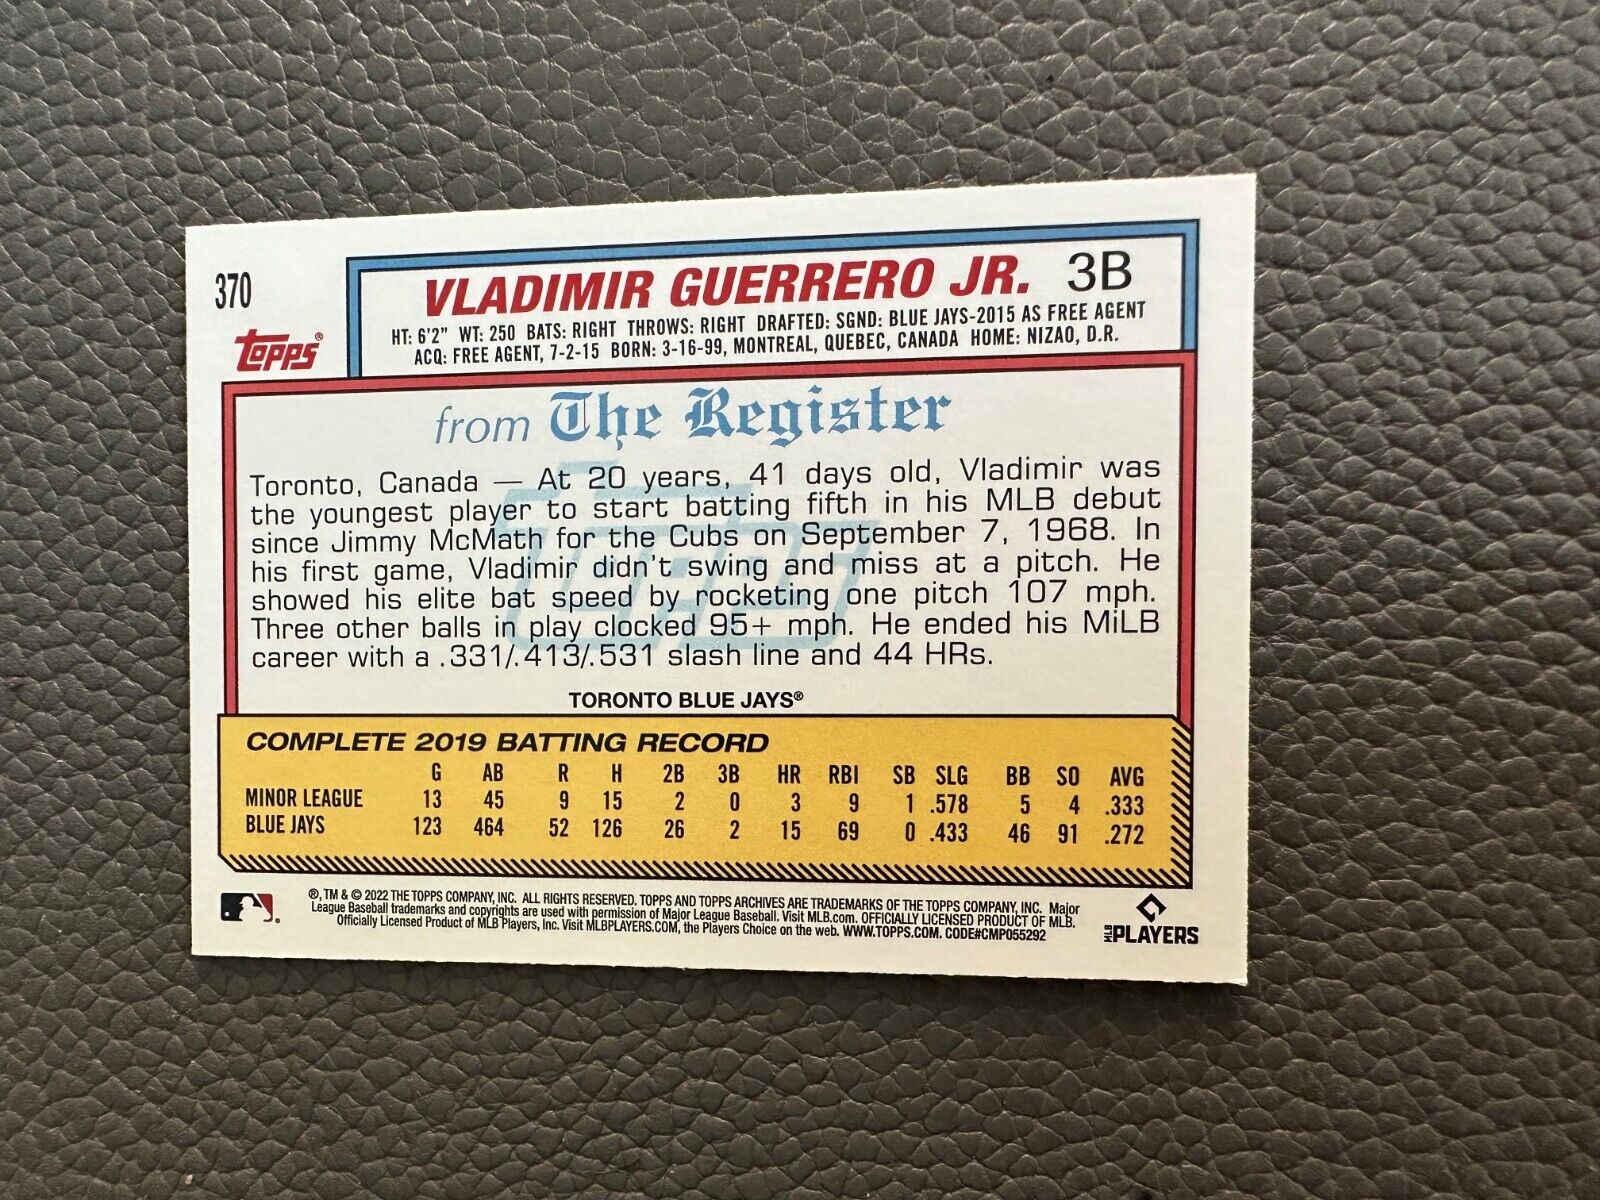 370
Topps®
VLADIMIR GUERRERO JR. 3B
HT: 6'2" WT: 250 BATS: RIGHT THROWS: RIGHT DRAFTED: SGND: BLUE JAYS-2015 AS FREE AGENT
ACQ: FREE AGENT, 7-2-15 BORN: 3-16-99, MONTREAL, QUEBEC, CANADA HOME: NIZAO, D.R.
from The Register
Toronto, Canada — At 20 years, 41 days old, Vladimir was
the youngest player to start batting fifth in his MLB debut
since Jimmy McMath for the Cubs on September 7, 1968. In
his first game, Vladimir didn't swing and miss at a pitch. He
showed his elite bat speed by rocketing one pitch 107 mph.
Three other balls in play clocked 95+ mph. He ended his MiLB
career with a .331/.413/.531 slash line and 44 HRs.
TOPPS
TORONTO BLUE JAYS®
COMPLETE 2019 BATTING RECORD
G AB R H 2B 3B HR RBI SB SLG BB SO AVG
MINOR LEAGUE 13 45 9 15 2 0 3 9 1 .578 5 4 .333
BLUE JAYS 123 464 52 126 26 2 15 69 0 .433 46 91 .272
®, TM & © 2022 THE TOPPS COMPANY, INC. ALL RIGHTS RESERVED. TOPPS AND TOPPS ARCHIVES ARE TRADEMARKS OF THE TOPPS COMPANY, INC. Major
League Baseball trademarks and copyrights are used with permission of Major League Baseball. Visit MLB.com. OFFICIALLY LICENSED PRODUCT OF MLB.
Officially Licensed Product of MLB Players, Inc. Visit MLBPLAYERS.COM, the Players Choice on the web. WWW.TOPPS.COM. CODE#CMP055292
MLB PLAYERS